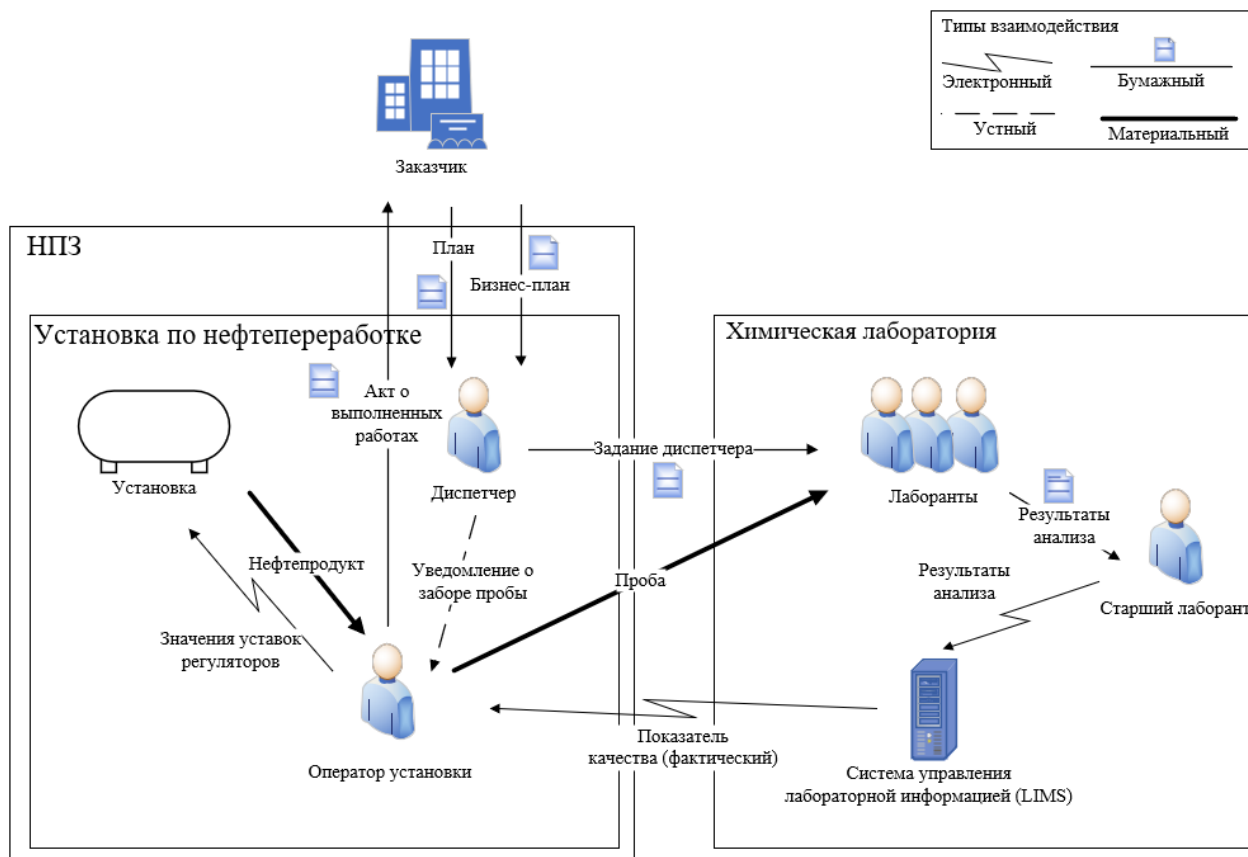 Типы взаимодействия
Электронный
Бумажный
Устный
Материальный
Заказчик
НПЗ
План
Бизнес-план
Установка по нефтепереработке
Химическая лаборатория
Акт о
выполненных
работах
Установка
Диспетчер
Задание диспетчера
Лаборанты
Результаты
анализа
Нефтепродукт
Уведомление о
заборе пробы
Проба
Результаты
анализа
Старший лаборант
Значения уставок
регуляторов
Оператор установки
Показатель
качества (фактический)
Система управления
лабораторной информацией (LIMS)